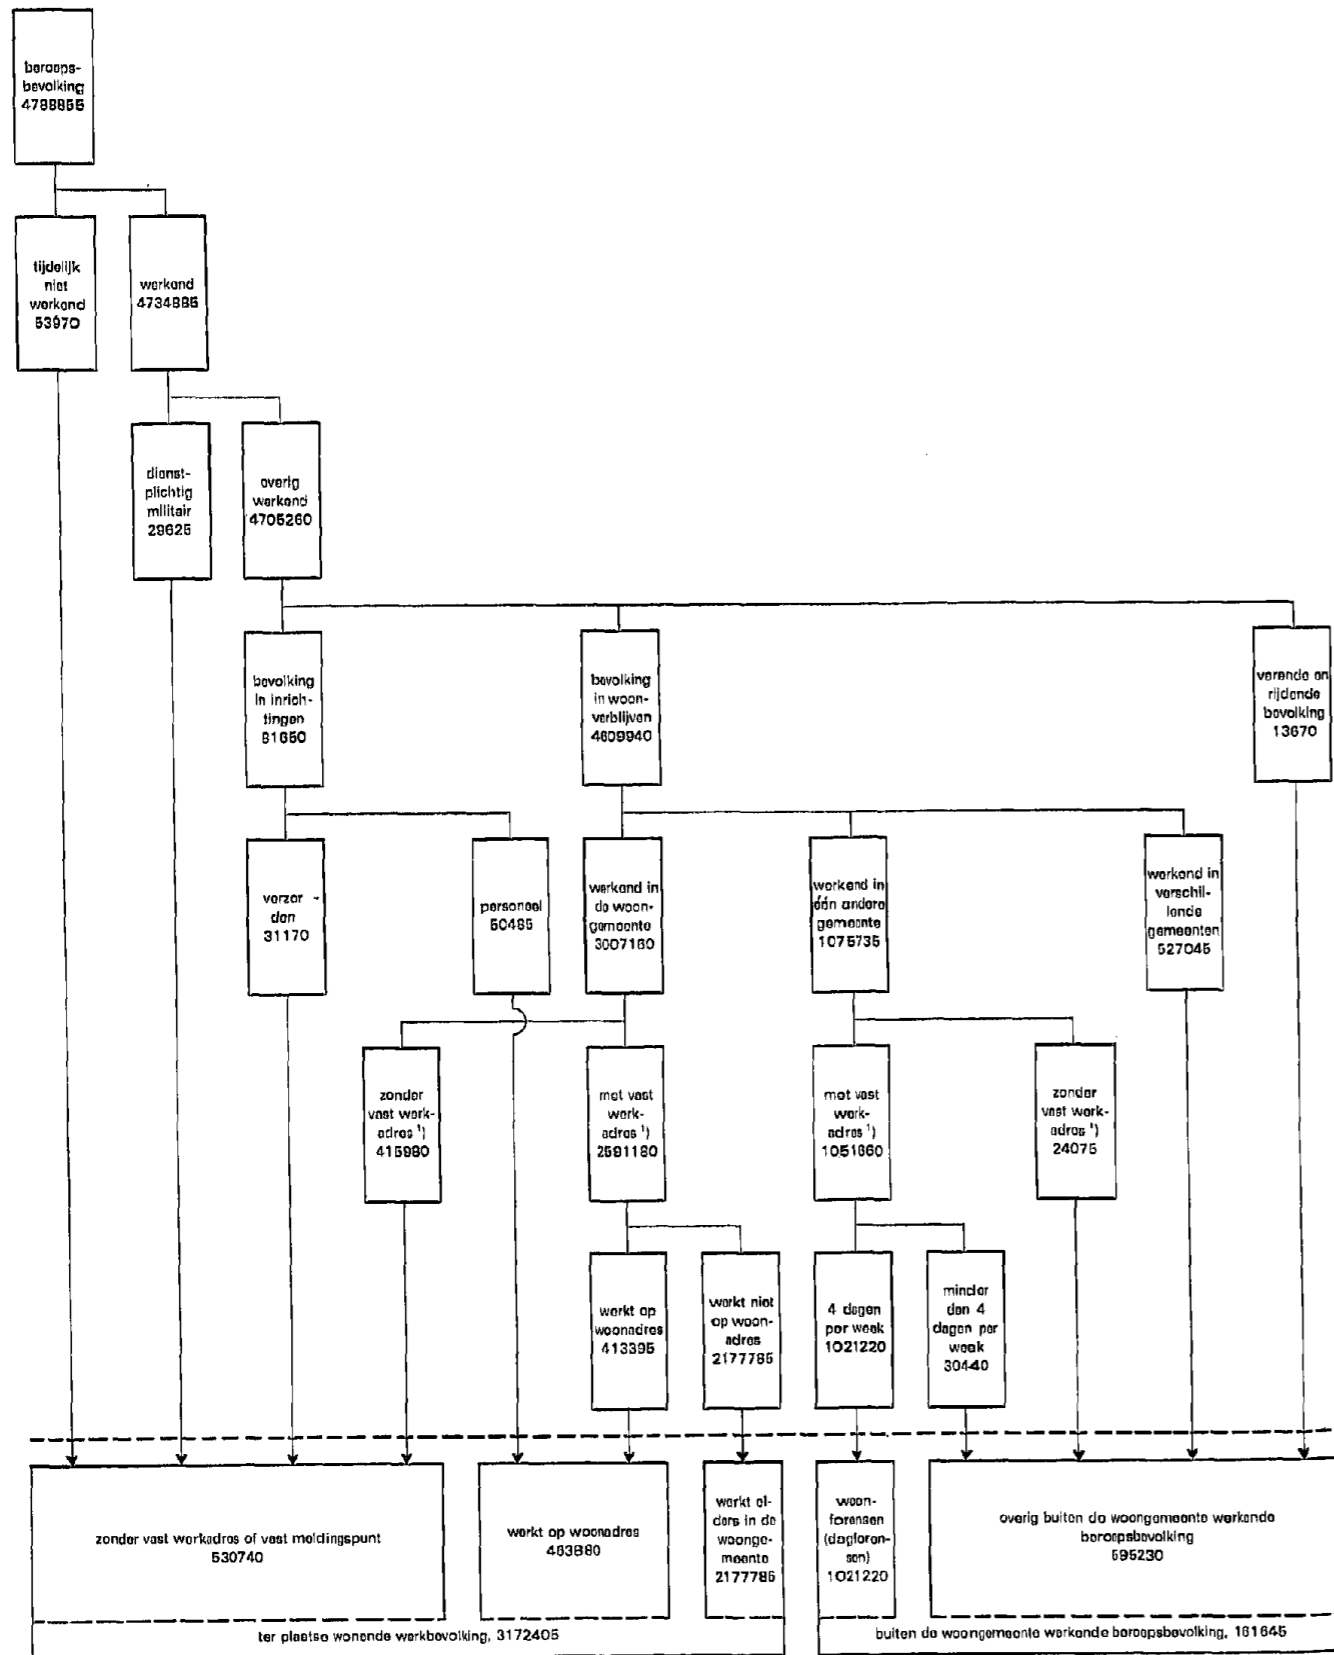 beroeps-
bevolking
4788855
tijdelijk
niet
werkend
53970
werkend
4734885
dienst-
plichtig
militair
29625
overig
werkend
4705260
bevolking
in inrich-
tingen
81650
bevolking
in woon-
verblijven
4609940
varende en
rijdende
bevolking
13670
verzor -
den
31170
personeel
50485
werkend in
de woon-
gemeente
3007160
werkend in
één andere
gemeente
1075735
werkend in
verschil-
lende
gemeenten
527045
zonder
vast werk-
adres ¹)
415980
met vast
werk-
adres ¹)
2591180
met vast
werk-
adres ¹)
1051660
zonder
vast werk-
adres ¹)
24075
werkt op
woonadres
413395
werkt niet
op woon-
adres
2177785
4 dagen
per week
1021220
minder
dan 4
dagen per
week
30440
zonder vast werkadres of vast meldingspunt
530740
werkt op woonadres
463880
werkt el-
ders in de
woonge-
meente
2177785
woon-
forensen
(dagforen-
sen)
1021220
overig buiten de woongemeente werkende
beroepsbevolking
595230
ter plaatse wonende werkbevolking, 3172405
buiten de woongemeente werkende beroepsbevolking, 161645